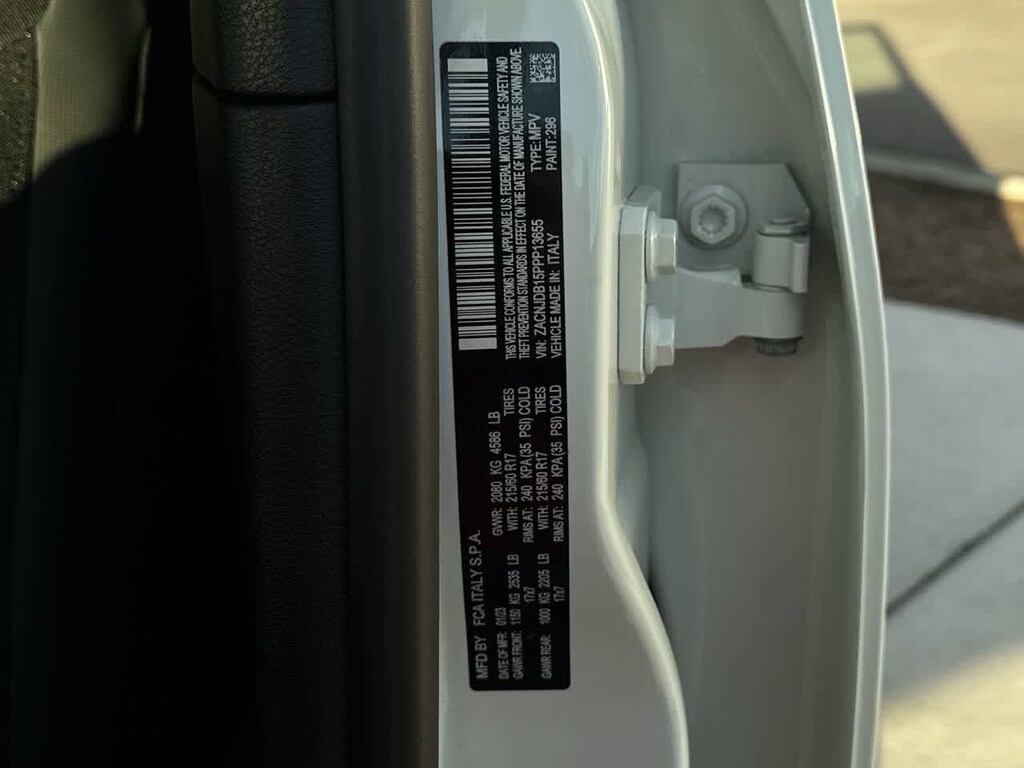 MFD BY FCA ITALY S.P.A.
DATE OF MFR: 01/23 GVWR: 2080 KG 4586 LB
GAWR FRONT: 1150 KG 2535 LB WITH: 215/60 R17 TIRES
17x7 RIMS AT: 240 KPA(35 PSI) COLD
GAWR REAR: 1000 KG 2205 LB WITH: 215/60 R17 TIRES
17x7 RIMS AT: 240 KPA(35 PSI) COLD
THIS VEHICLE CONFORMS TO ALL APPLICABLE U.S. FEDERAL MOTOR VEHICLE SAFETY AND
THEFT PREVENTION STANDARDS IN EFFECT ON THE DATE OF MANUFACTURE SHOWN ABOVE.
VIN: ZACNJDB15PPP13655 TYPE: MPV
VEHICLE MADE IN: ITALY PAINT: 296